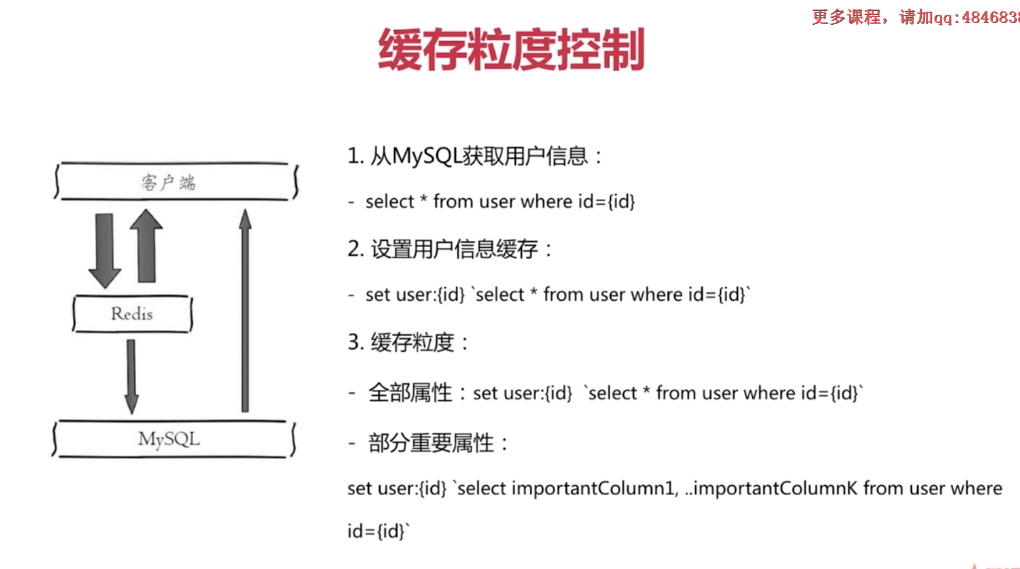 更多课程，请加qq:484683
缓存粒度控制
1. 从MySQL获取用户信息：
- select * from user where id={id}
2. 设置用户信息缓存：
- set user:{id} `select * from user where id={id}`
3. 缓存粒度：
- 全部属性：set user:{id} `select * from user where id={id}`
- 部分重要属性：
set user:{id} `select importantColumn1, ..importantColumnK from user where
id={id}`
客户端
Redis
MySQL